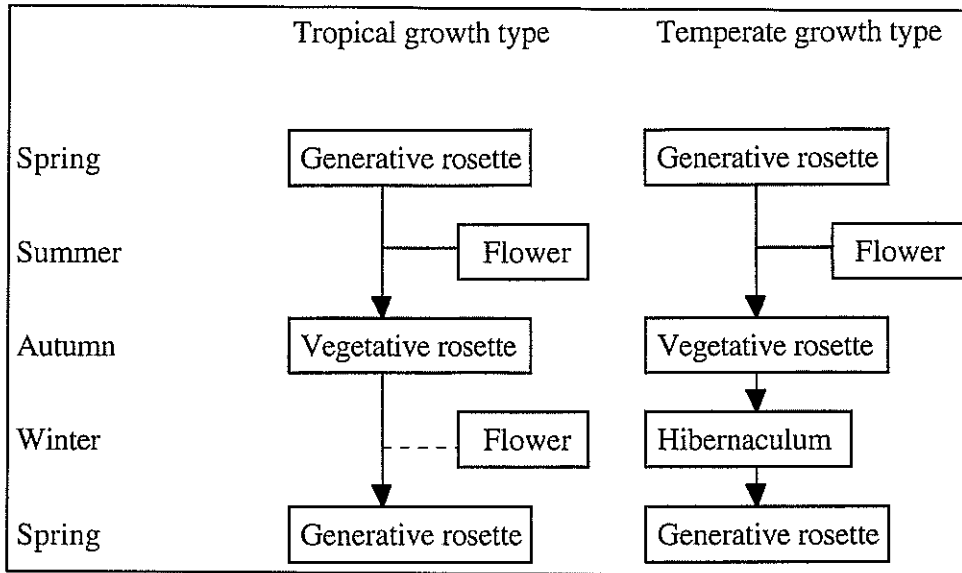 Tropical growth type Temperate growth type
Spring Generative rosette Generative rosette
Summer Flower Flower
Autumn Vegetative rosette Vegetative rosette
Winter Flower Hibernaculum
Spring Generative rosette Generative rosette